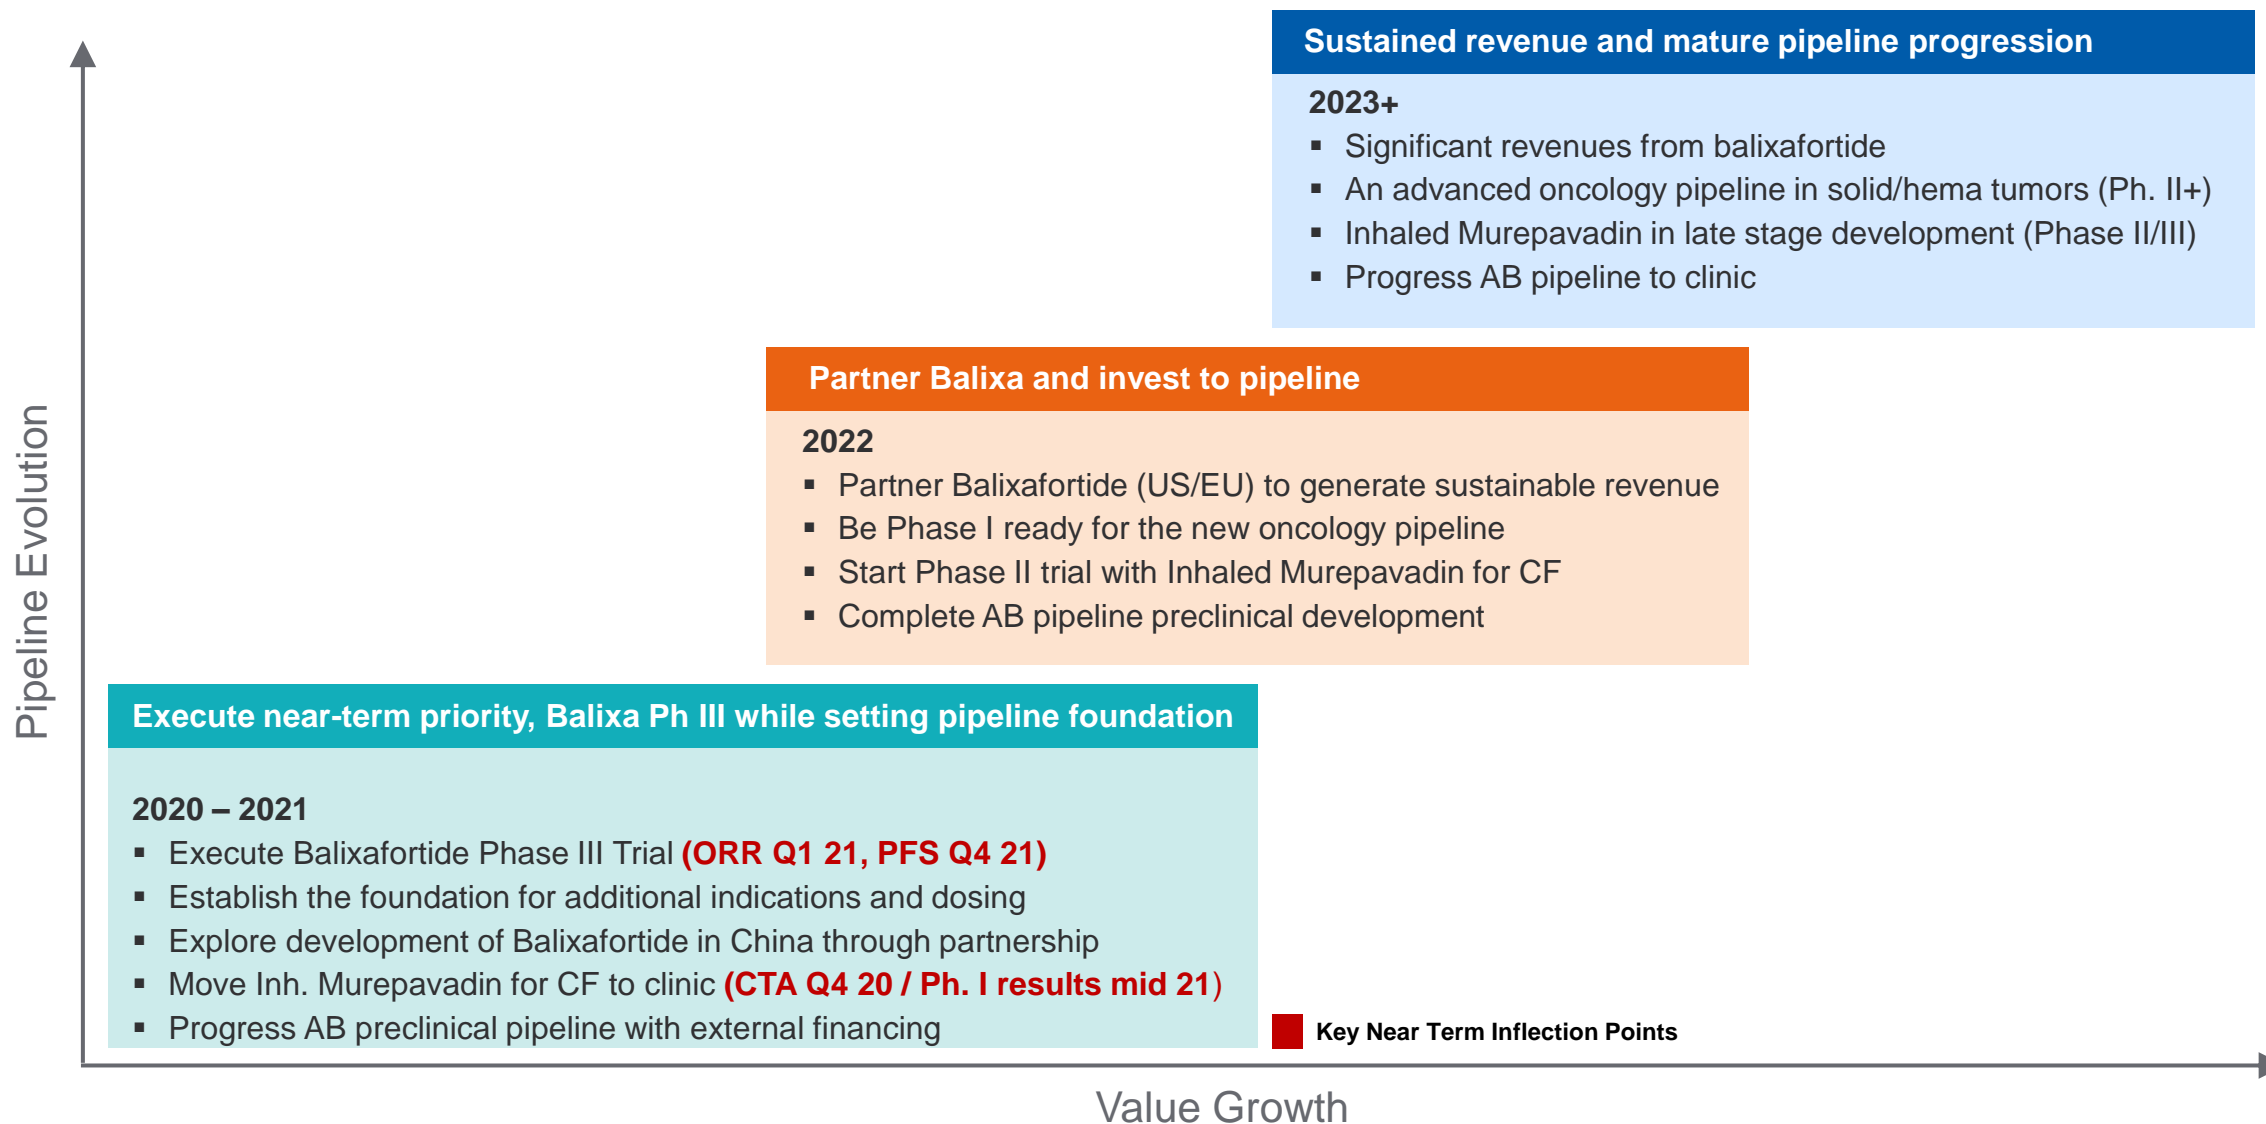 Sustained revenue and mature pipeline progression
2023+
▪ Significant revenues from balixafortide
▪ An advanced oncology pipeline in solid/hema tumors (Ph. II+)
▪ Inhaled Murepavadin in late stage development (Phase II/III)
▪ Progress AB pipeline to clinic
Partner Balixa and invest to pipeline
2022
▪ Partner Balixafortide (US/EU) to generate sustainable revenue
▪ Be Phase I ready for the new oncology pipeline
▪ Start Phase II trial with Inhaled Murepavadin for CF
▪ Complete AB pipeline preclinical development
Pipeline Evolution
Execute near-term priority, Balixa Ph III while setting pipeline foundation
2020 – 2021
▪ Execute Balixafortide Phase III Trial (ORR Q1 21, PFS Q4 21)
▪ Establish the foundation for additional indications and dosing
▪ Explore development of Balixafortide in China through partnership
▪ Move Inh. Murepavadin for CF to clinic (CTA Q4 20 / Ph. I results mid 21)
▪ Progress AB preclinical pipeline with external financing
Key Near Term Inflection Points
Value Growth